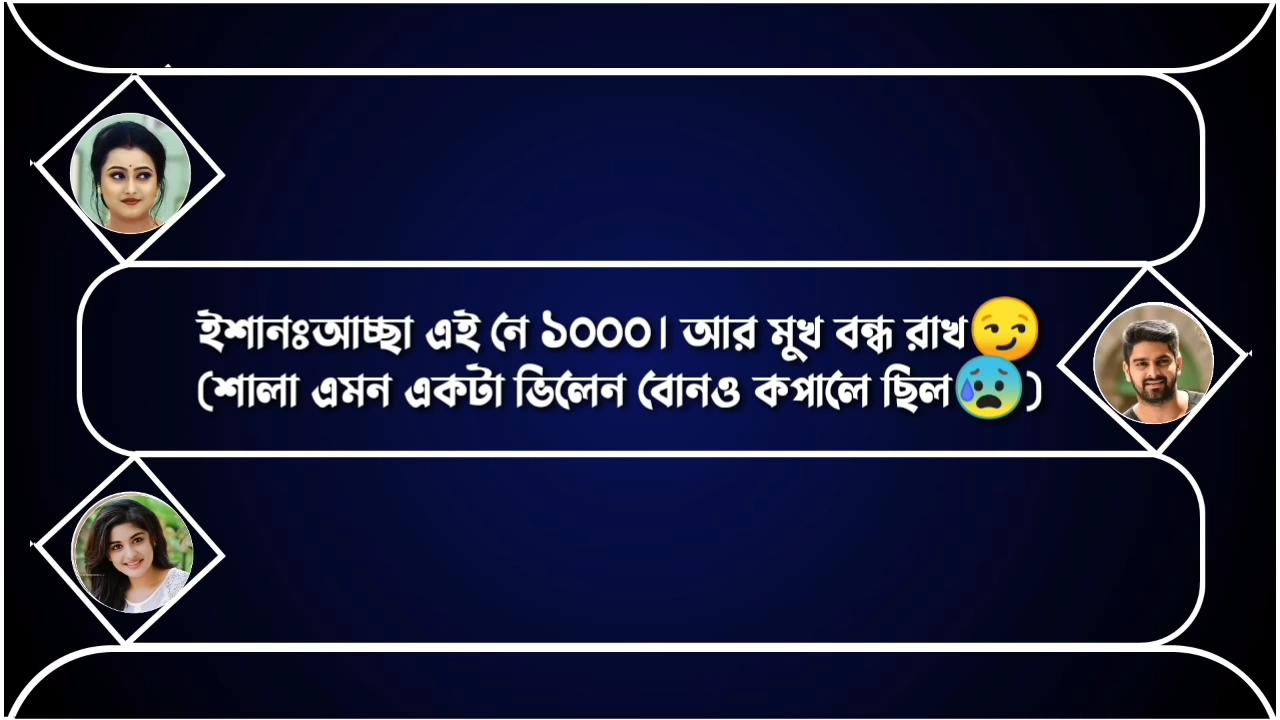 ইশানঃআচ্ছা এই নে ১০০০। আর মুখ বন্ধ রাখ😏
(শালা এমন একটা ভিলেন বোনও কপালে ছিল😰)